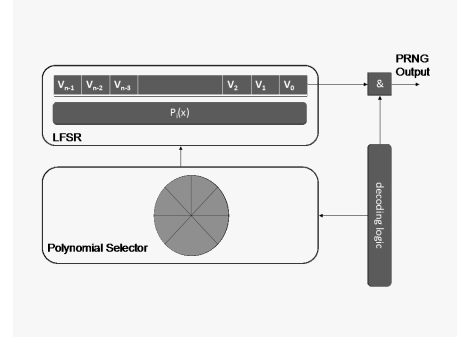 PRNG
Output
Vn-1 Vn-2 Vn-3 V2 V1 V0 &
Pi(x)
LFSR
decoding logic
Polynomial Selector